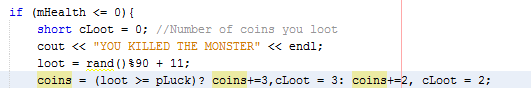 if (mHealth <= 0){
short cLoot = 0; //Number of coins you loot
cout << "YOU KILLED THE MONSTER" << endl;
loot = rand()%90 + 11;
coins = (loot >= pLuck)? coins+=3,cLoot = 3: coins+=2, cLoot = 2;